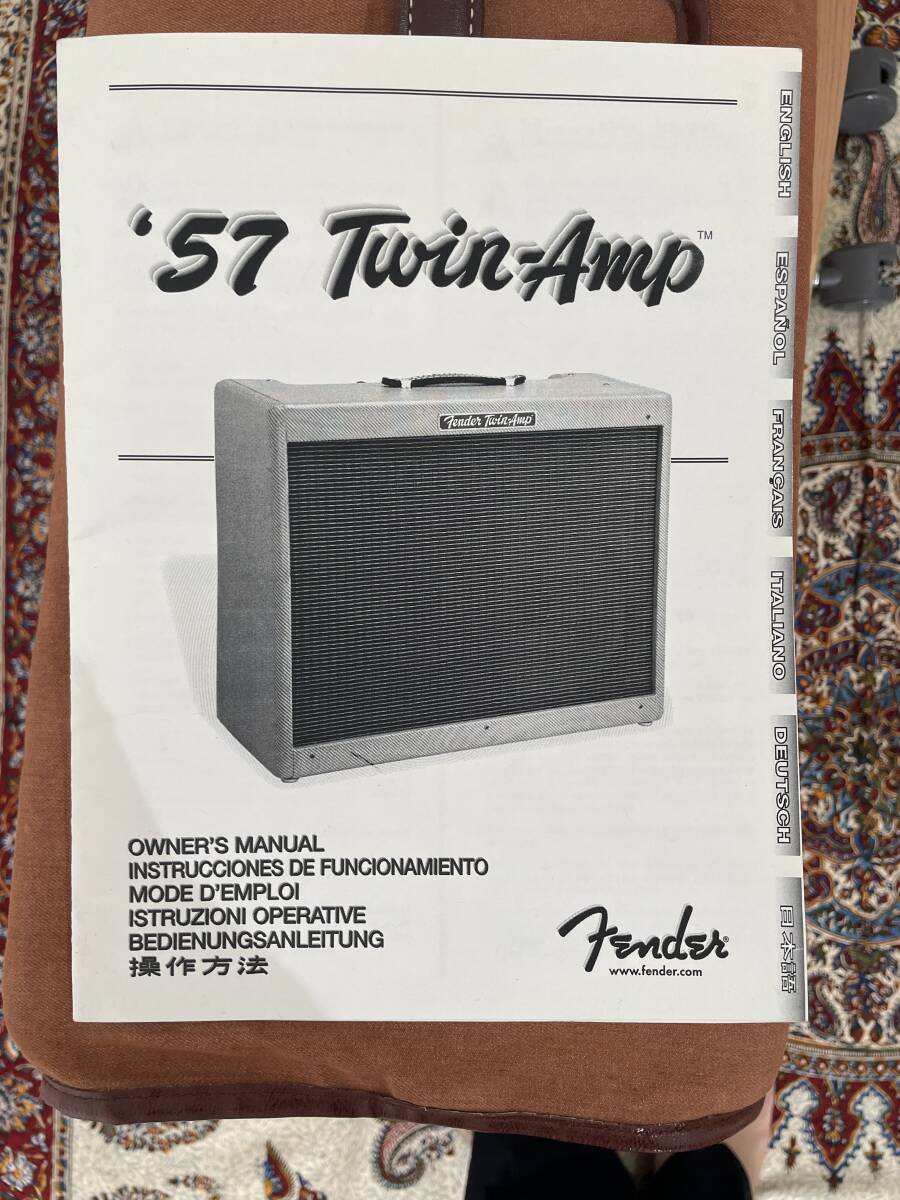 '57 Twin-Amp™
Fender Twin-Amp
OWNER'S MANUAL
INSTRUCCIONES DE FUNCIONAMIENTO
MODE D'EMPLOI
ISTRUZIONI OPERATIVE
BEDIENUNGSANLEITUNG
操作方法
Fender®
www.fender.com
ENGLISH
ESPAÑOL
FRANÇAIS
ITALIANO
DEUTSCH
日本語